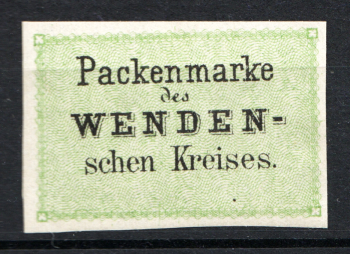 Packenmarke
des
WENDEN-
schen Kreises.